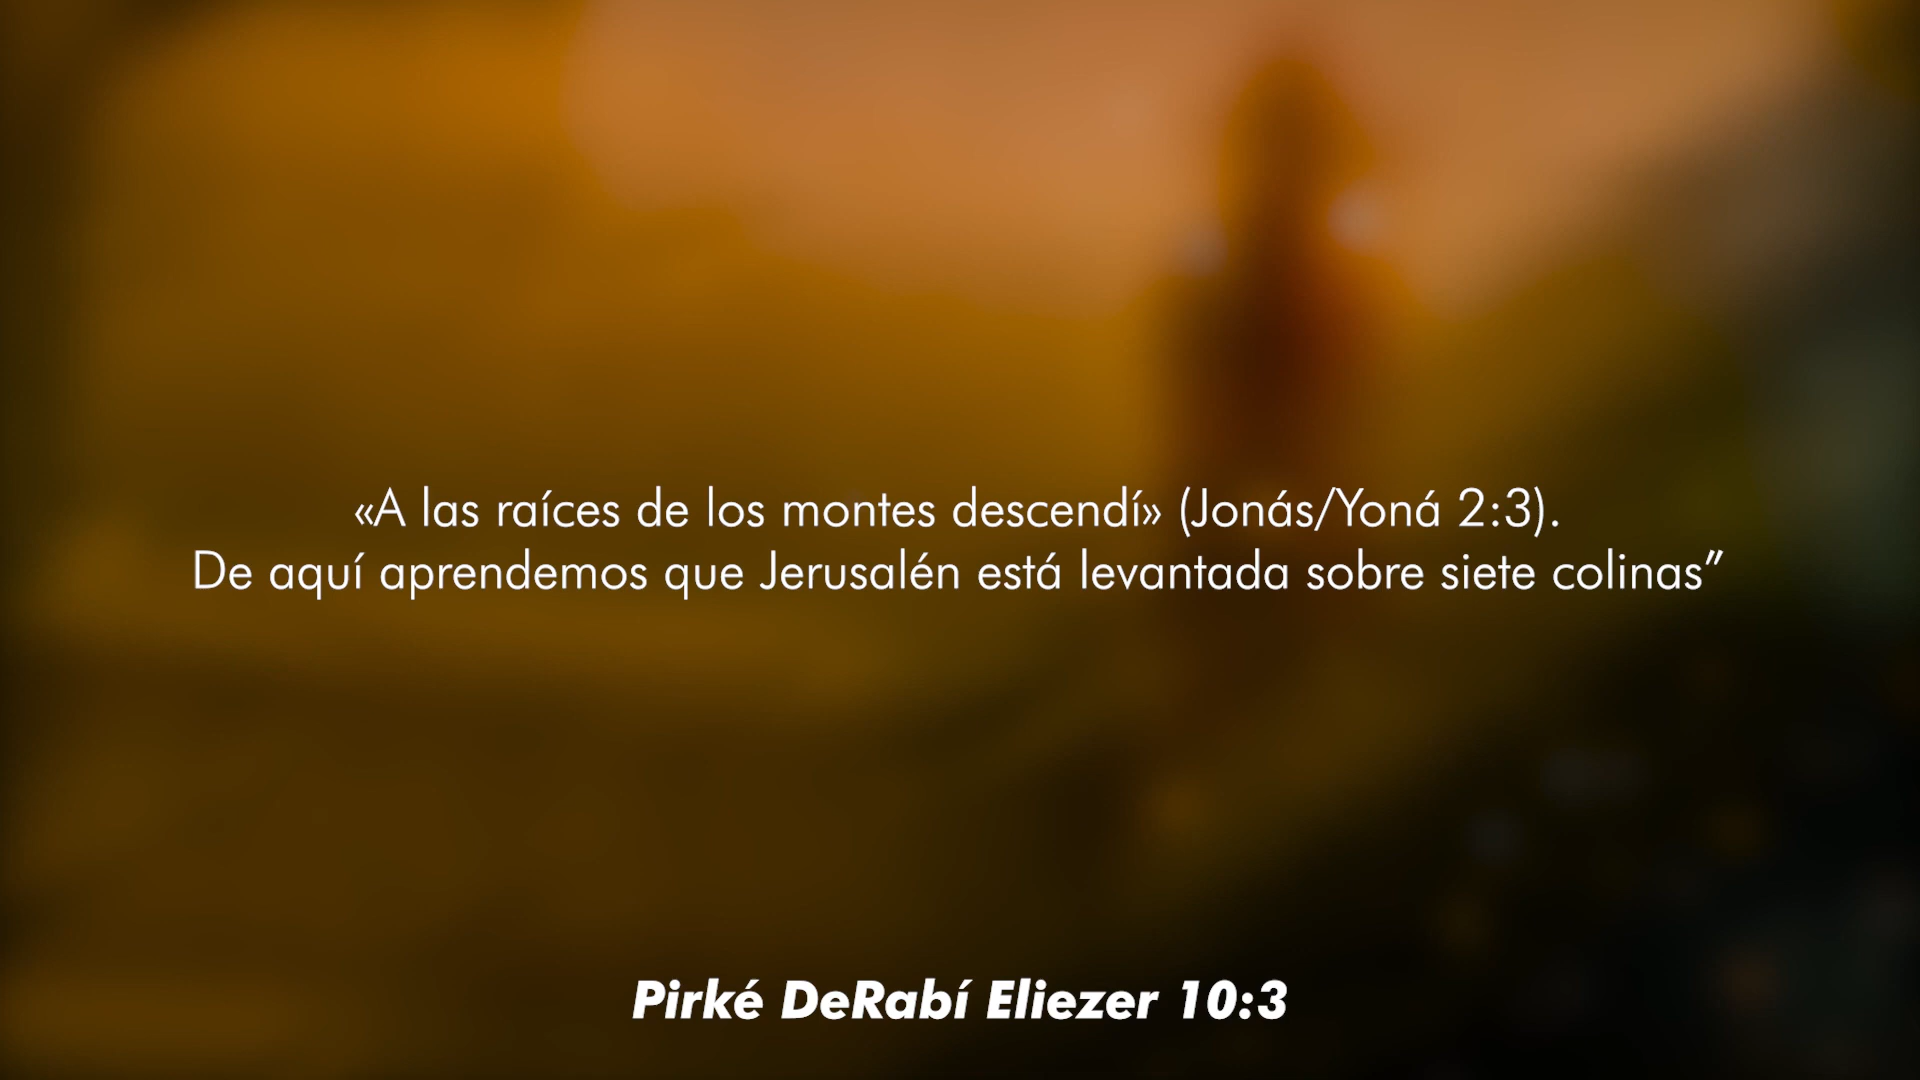 «A las raíces de los montes descendí» (Jonás/Yoná 2:3).
De aquí aprendemos que Jerusalén está levantada sobre siete colinas”
Pirké DeRabí Eliezer 10:3